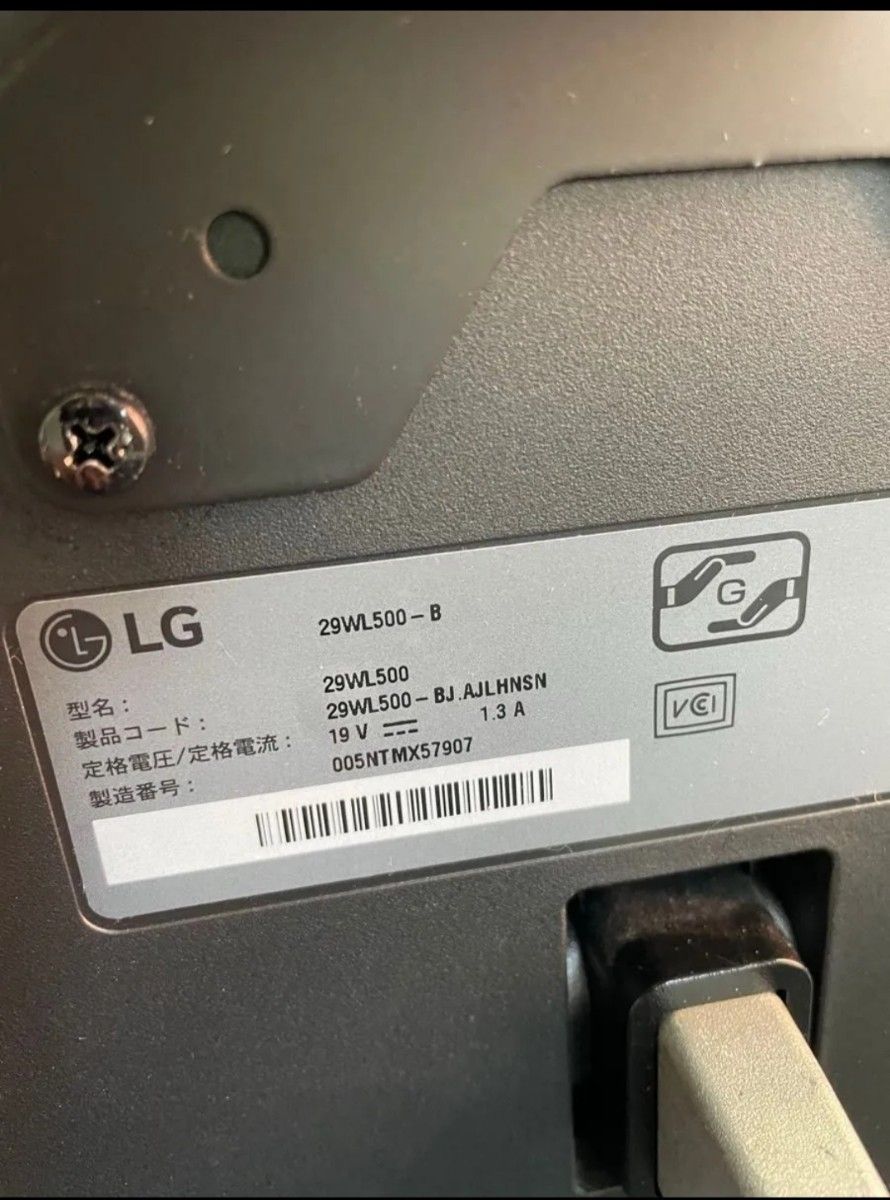 LG 29WL500-B
G
型名: 29WL500
製品コード: 29WL500-BJ.AJLHNSN
定格電圧/定格電流: 19 V ⎓ 1.3 A
製造番号: 005NTMX57907
VCI